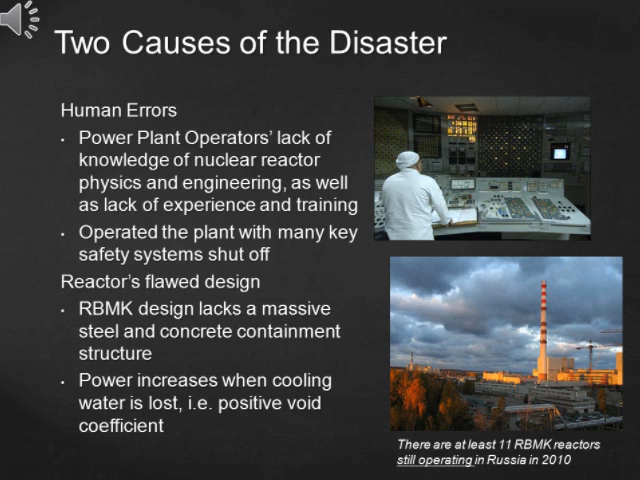 Two Causes of the Disaster
Human Errors
• Power Plant Operators’ lack of
knowledge of nuclear reactor
physics and engineering, as well
as lack of experience and training
• Operated the plant with many key
safety systems shut off
Reactor’s flawed design
• RBMK design lacks a massive
steel and concrete containment
structure
• Power increases when cooling
water is lost, i.e. positive void
coefficient
There are at least 11 RBMK reactors
still operating in Russia in 2010